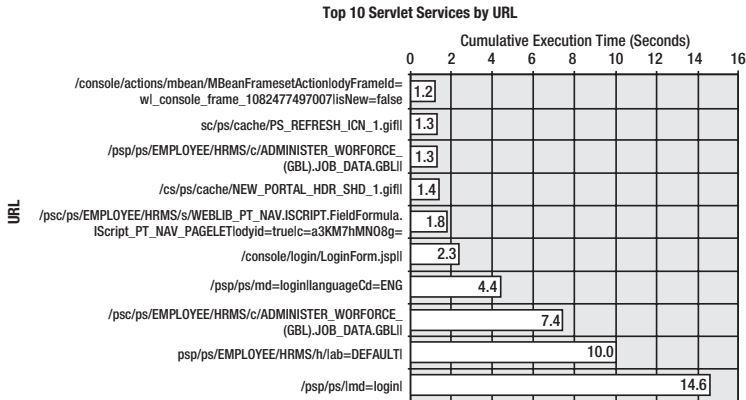 Top 10 Servlet Services by URL
Cumulative Execution Time (Seconds)
0 2 4 6 8 10 12 14 16
URL
/console/actions/mbean/MBeanFramesetAction|odyFrameId=
wl_console_frame_1082477497007|isNew=false
1.2
sc/ps/cache/PS_REFRESH_ICN_1.gif||
1.3
/psp/ps/EMPLOYEE/HRMS/c/ADMINISTER_WORFORCE_
(GBL).JOB_DATA.GBL||
1.3
/cs/ps/cache/NEW_PORTAL_HDR_SHD_1.gif||
1.4
/psc/ps/EMPLOYEE/HRMS/s/WEBLIB_PT_NAV.ISCRIPT.FieldFormula.
IScript_PT_NAV_PAGELET|odyid=true|c=a3KM7hMNO8g=
1.8
/console/login/LoginForm.jsp||
2.3
/psp/ps/md=login|languageCd=ENG
4.4
/psc/ps/EMPLOYEE/HRMS/c/ADMINISTER_WORFORCE_
(GBL).JOB_DATA.GBL||
7.4
psp/ps/EMPLOYEE/HRMS/h/|ab=DEFAULT|
10.0
/psp/ps/|md=login|
14.6